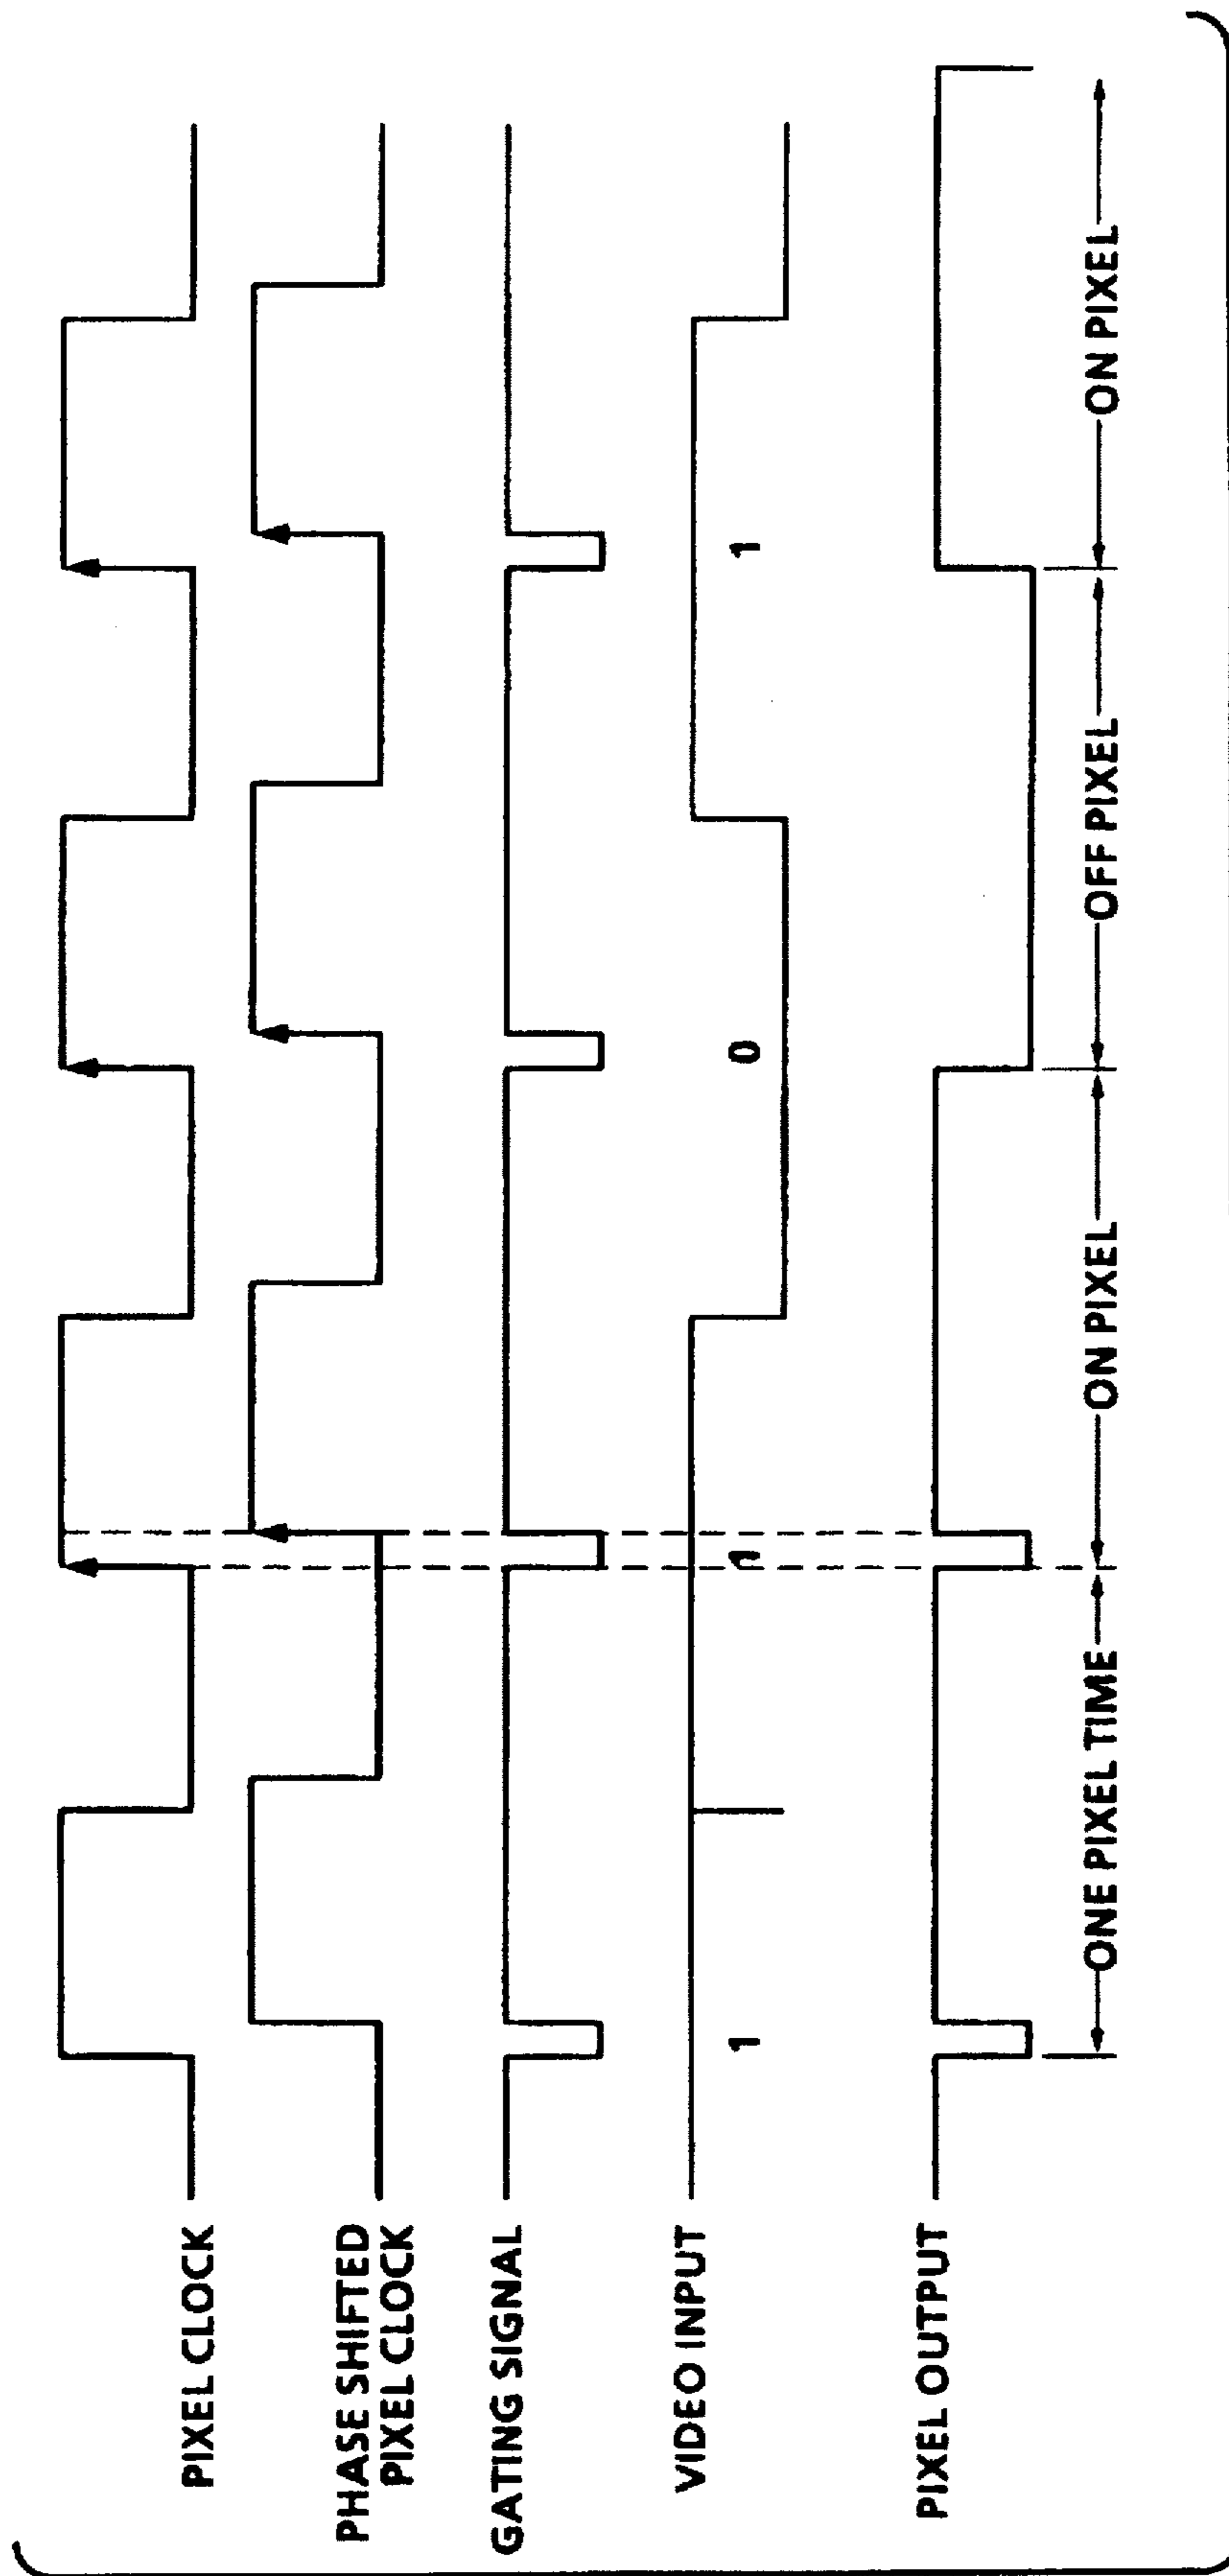 PIXEL CLOCK
PHASE SHIFTED
PIXEL CLOCK
GATING SIGNAL
VIDEO INPUT
1
1
0
1
PIXEL OUTPUT
ONE PIXEL TIME
ON PIXEL
OFF PIXEL
ON PIXEL